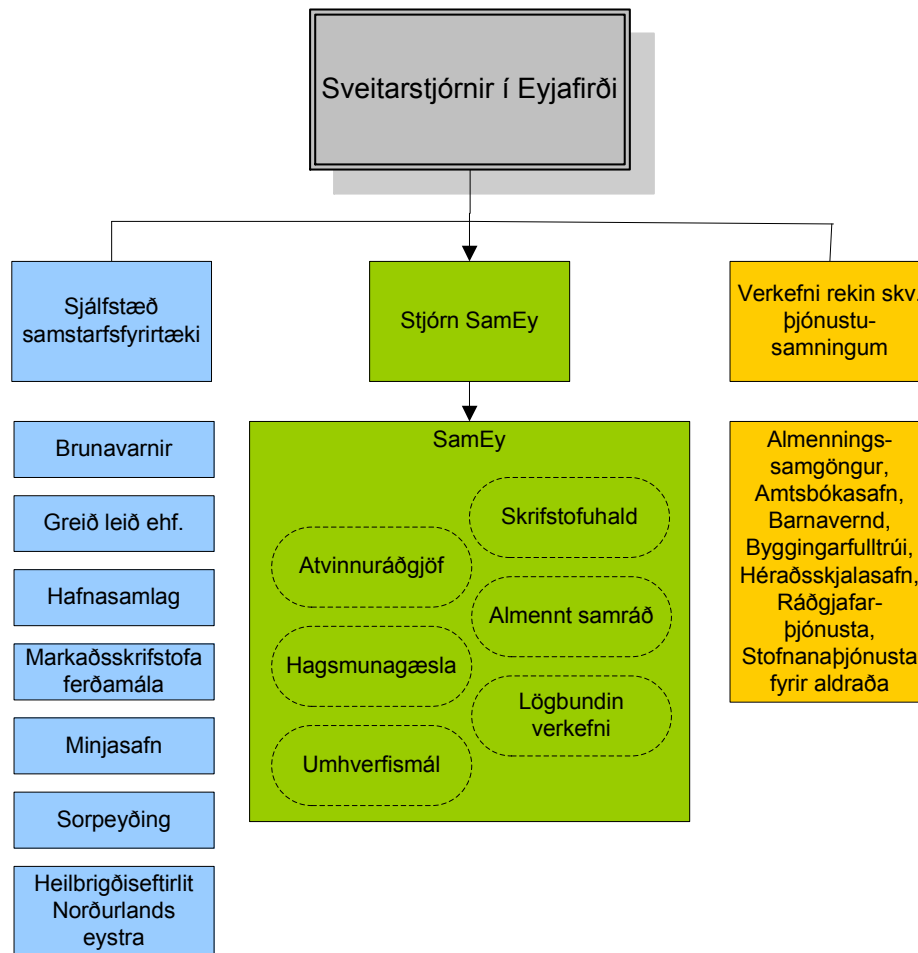 Sveitarstjórnir í Eyjafirði
Sjálfstæð
samstarfsfyrirtæki
Stjórn SamEy
Verkefni rekin skv.
þjónustu-
samningum
Brunavarnir
Greið leið ehf.
Hafnasamlag
Markaðsskrifstofa
ferðamála
Minjasafn
Sorpeyðing
Heilbrigðiseftirlit
Norðurlands
eystra
SamEy
Skrifstofuhald
Atvinnuráðgjöf
Almennt samráð
Hagsmunagæsla
Lögbundin
verkefni
Umhverfismál
Almennings-
samgöngur,
Amtsbókasafn,
Barnavernd,
Byggingarfulltrúi,
Héraðsskjalasafn,
Ráðgjafar-
þjónusta,
Stofnanaþjónusta
fyrir aldraða